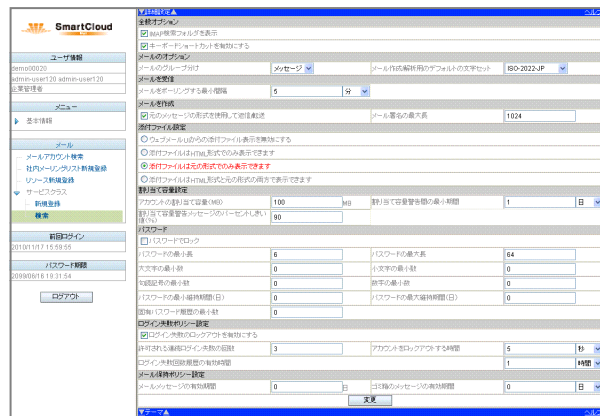 SmartCloud
ユーザ情報
demo00020
admin-user120 admin-user120
企業管理者
メニュー
基本情報
メール
メールアカウント検索
社内メーリングリスト新規登録
リソース新規登録
サービスクラス
新規登録
検索
前回ログイン
2010/11/17 15:59:55
パスワード期限
2099/06/16 19:31:54
ログアウト
▼詳細設定▲ ヘルプ
全般オプション
IMAP検索フォルダを表示
キーボードショートカットを有効にする
メールのオプション
メールのグループ分け メッセージ メール作成/解析用のデフォルトの文字セット ISO-2022-JP
メールを受信
メールをポーリングする最小間隔 5 分
メールを作成
元のメッセージの形式を使用して返信/転送 メール署名の最大長 1024
添付ファイル設定
ウェブメールUIからの添付ファイル表示を無効にする
添付ファイルはHTML形式でのみ表示できます
添付ファイルは元の形式でのみ表示できます
添付ファイルはHTML形式と元の形式の両方で表示できます
割り当て容量設定
アカウントの割り当て容量(MB) 100 MB 割り当て容量警告間の最小期間 1 日
割り当て容量警告メッセージのパーセントしきい値(%) 90
パスワード
パスワードでロック
パスワードの最小長 6 パスワードの最大長 64
大文字の最小数 0 小文字の最小数 0
句読記号の最小数 0 数字の最小数 0
パスワードの最小維持期間(日) 0 パスワードの最大維持期間(日) 0
固有パスワード履歴の最小数 0
ログイン失敗ポリシー設定
ログイン失敗のロックアウトを有効にする
許可される連続ログイン失敗の回数 3 アカウントをロックアウトする時間 5 秒
ログイン失敗回数履歴の有効時間 1 時間
メール保持ポリシー設定
メールメッセージの有効期間 0 日 ゴミ箱のメッセージの有効期間 0 日
変更
▼テーマ▲ ヘルプ